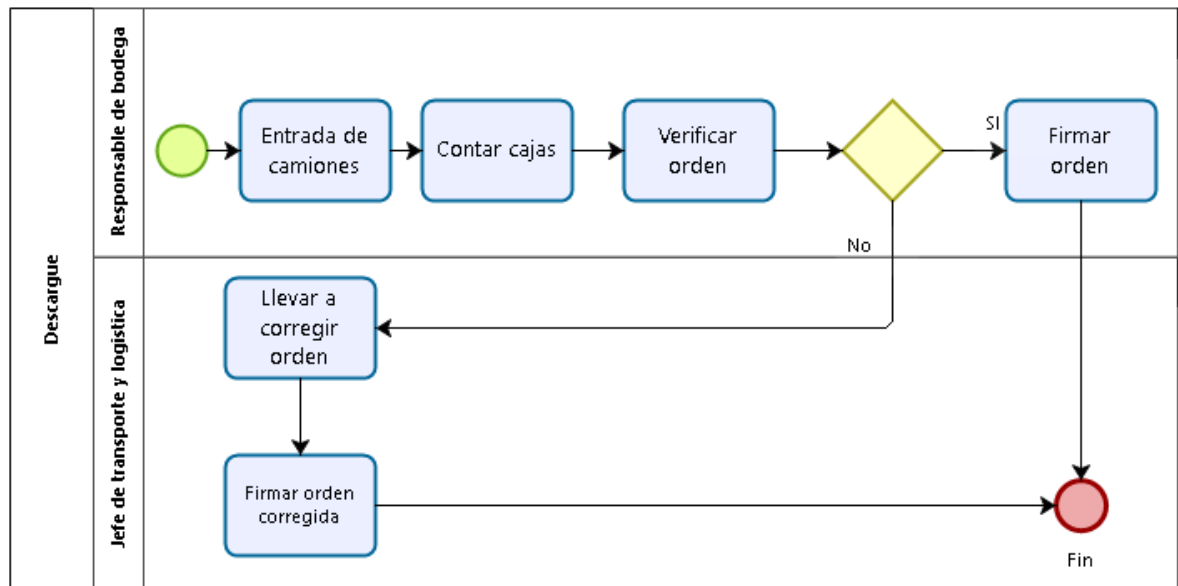 Descargue
Responsable de bodega
Entrada de
camiones
Contar cajas
Verificar
orden
SI
Firmar
orden
No
Jefe de transporte y logística
Llevar a
corregir
orden
Firmar orden
corregida
Fin